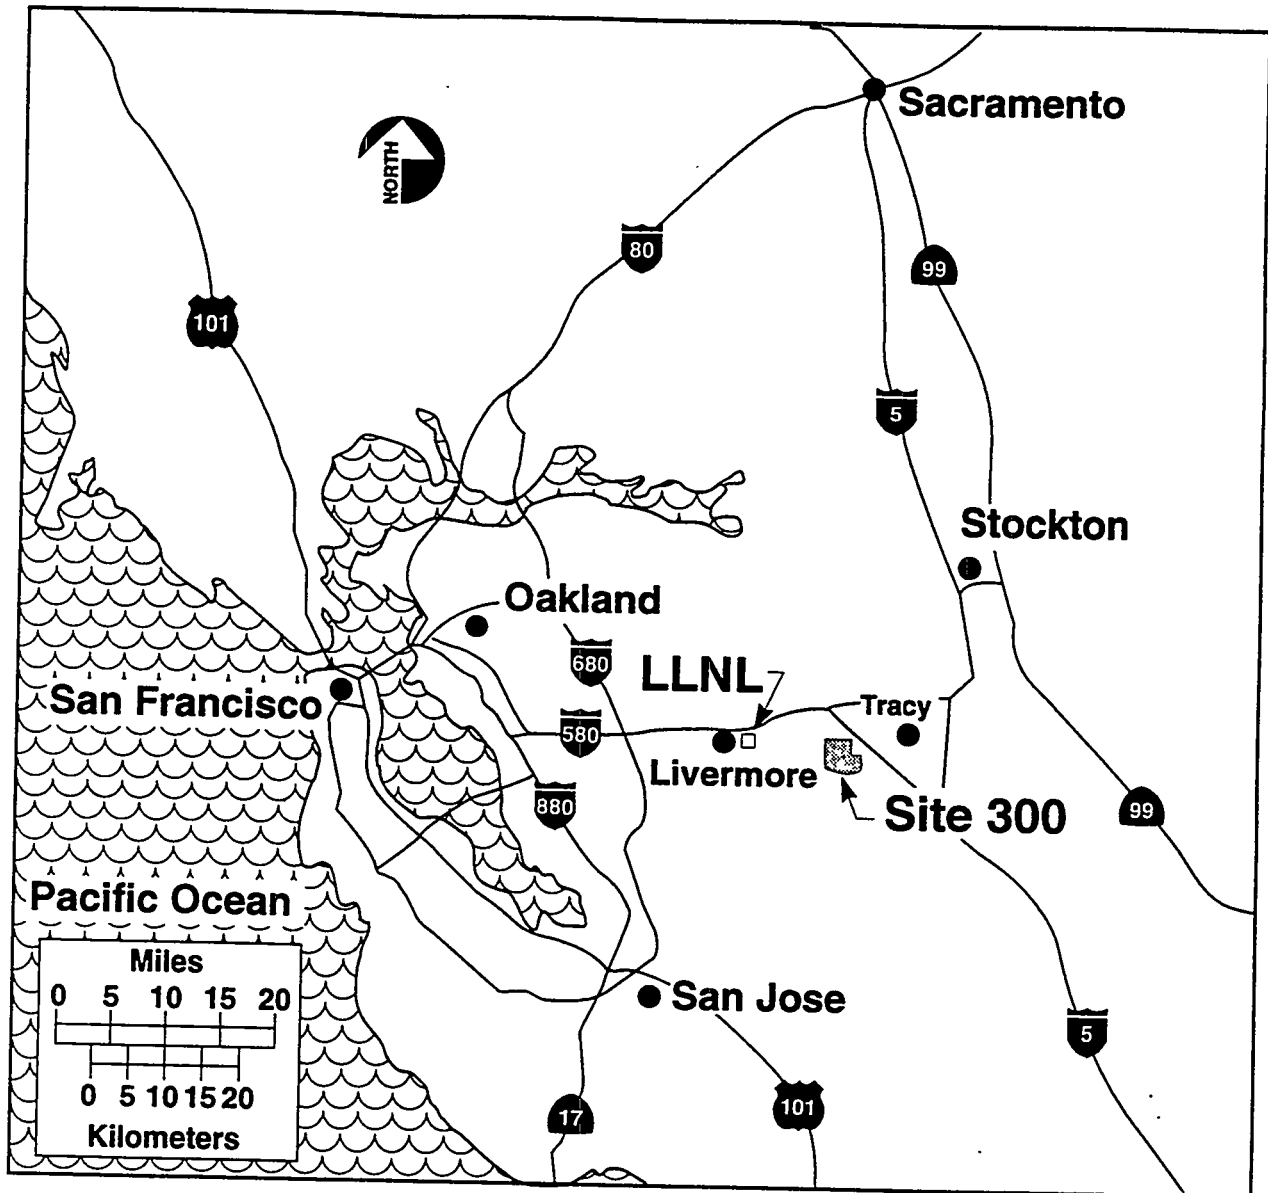 Sacramento
NORTH
80
99
101
5
Stockton
Oakland
680
LLNL
San Francisco
Tracy
580
Livermore
880
Site 300
99
Pacific Ocean
Miles
0 5 10 15 20
0 5 10 15 20
Kilometers
San Jose
5
17
101